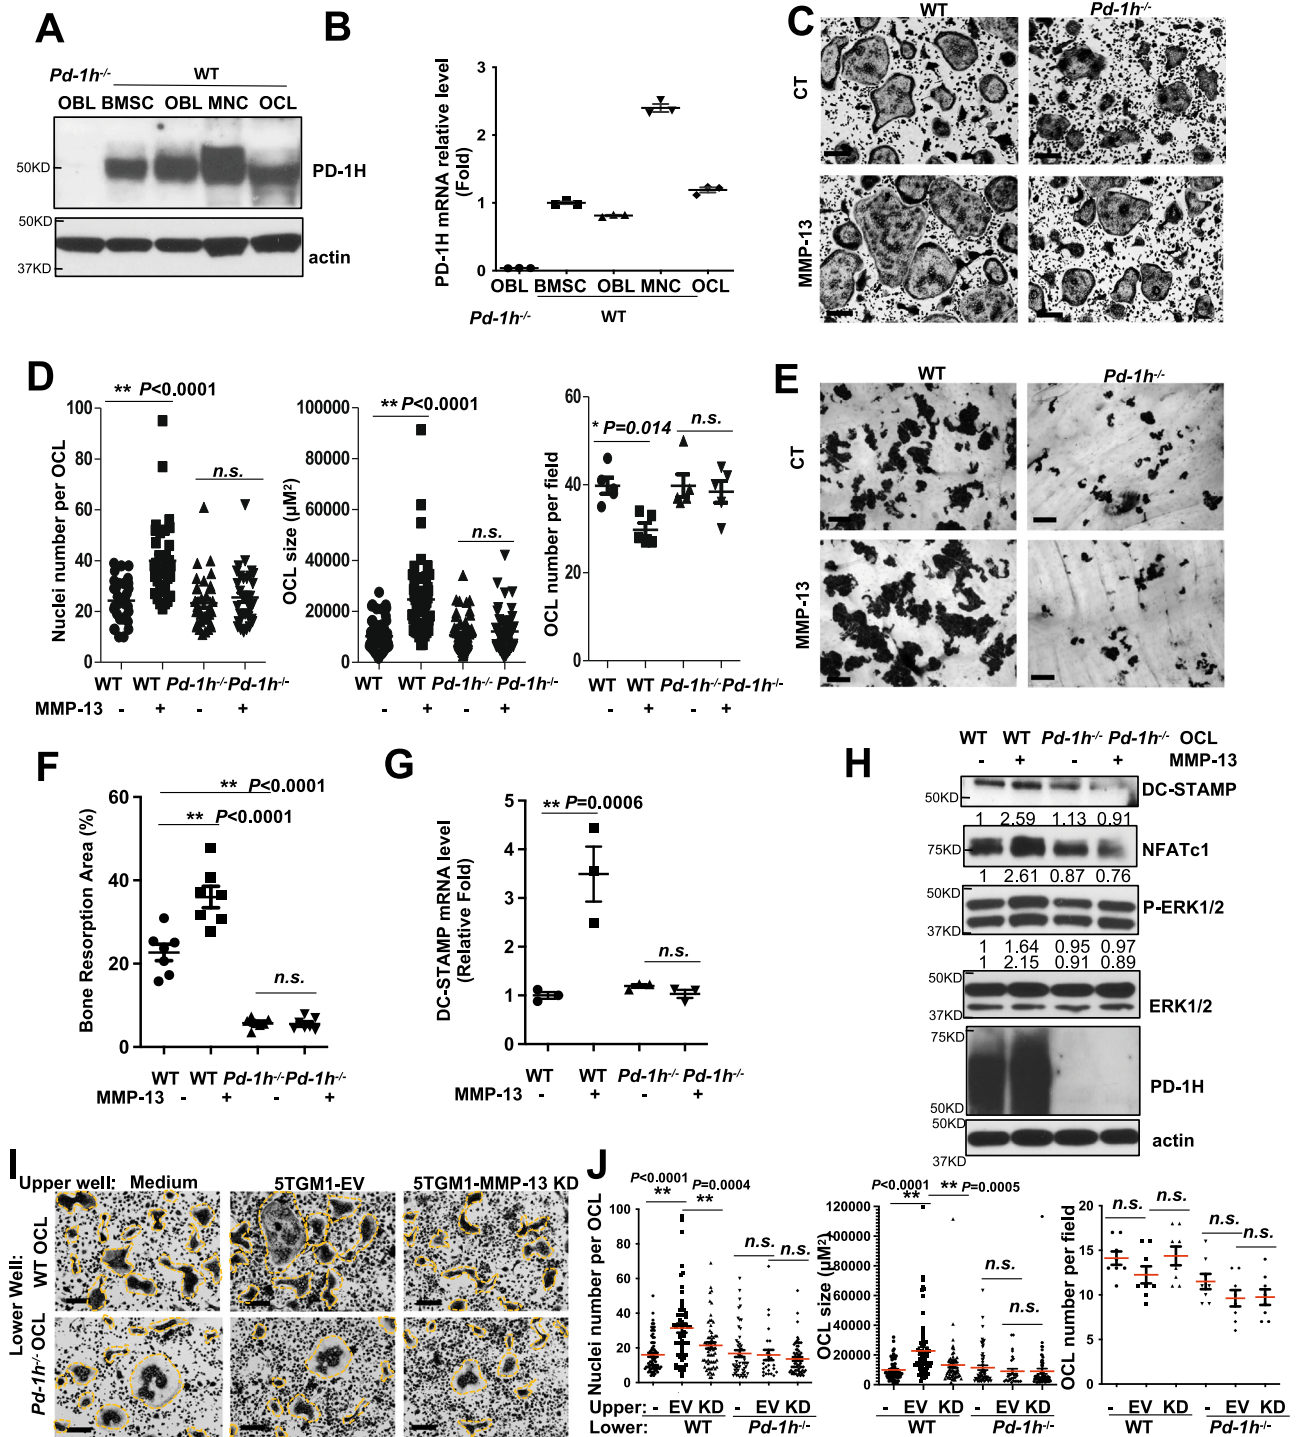 A
Pd-1h-/- WT
OBL BMSC OBL MNC OCL
50KD
PD-1H
50KD
actin
37KD
B
PD-1H mRNA relative level
(Fold)
3
2
1
0
OBL BMSC OBL MNC OCL
Pd-1h-/- WT
C
WT Pd-1h-/-
CT
MMP-13
D
** P<0.0001
n.s.
Nuclei number per OCL
100
80
60
40
20
0
WT WT Pd-1h-/- Pd-1h-/-
MMP-13 - + - +
** P<0.0001
n.s.
OCL size (µM2)
100000
80000
60000
40000
20000
0
WT WT Pd-1h-/- Pd-1h-/-
- + - +
* P=0.014
n.s.
OCL number per field
60
40
20
0
WT WT Pd-1h-/- Pd-1h-/-
- + - +
E
WT Pd-1h-/-
CT
MMP-13
F
** P<0.0001
** P<0.0001
n.s.
Bone Resorption Area (%)
60
40
20
0
WT WT Pd-1h-/- Pd-1h-/-
MMP-13 - + - +
G
** P=0.0006
n.s.
DC-STAMP mRNA level
(Relative Fold)
5
4
3
2
1
0
WT WT Pd-1h-/- Pd-1h-/-
MMP-13 - + - +
H
WT WT Pd-1h-/- Pd-1h-/- OCL
- + - + MMP-13
50KD DC-STAMP
1 2.59 1.13 0.91
75KD NFATc1
1 2.61 0.87 0.76
50KD
P-ERK1/2
37KD
1 1.64 0.95 0.97
1 2.15 0.91 0.89
50KD
ERK1/2
37KD
75KD
PD-1H
50KD
50KD
actin
37KD
I
Upper well: Medium 5TGM1-EV 5TGM1-MMP-13 KD
Lower Well:
WT OCL
Pd-1h-/- OCL
J
P<0.0001 P=0.0004
** **
n.s. n.s.
Nuclei number per OCL
100
80
60
40
20
0
Upper: - EV KD - EV KD
Lower: WT Pd-1h-/-
P<0.0001 ** P=0.0005
**
n.s.
n.s.
OCL size (µM2)
120000
100000
80000
60000
40000
20000
0
- EV KD - EV KD
WT Pd-1h-/-
n.s. n.s.
n.s. n.s.
OCL number per field
20
15
10
5
0
- EV KD - EV KD
WT Pd-1h-/-